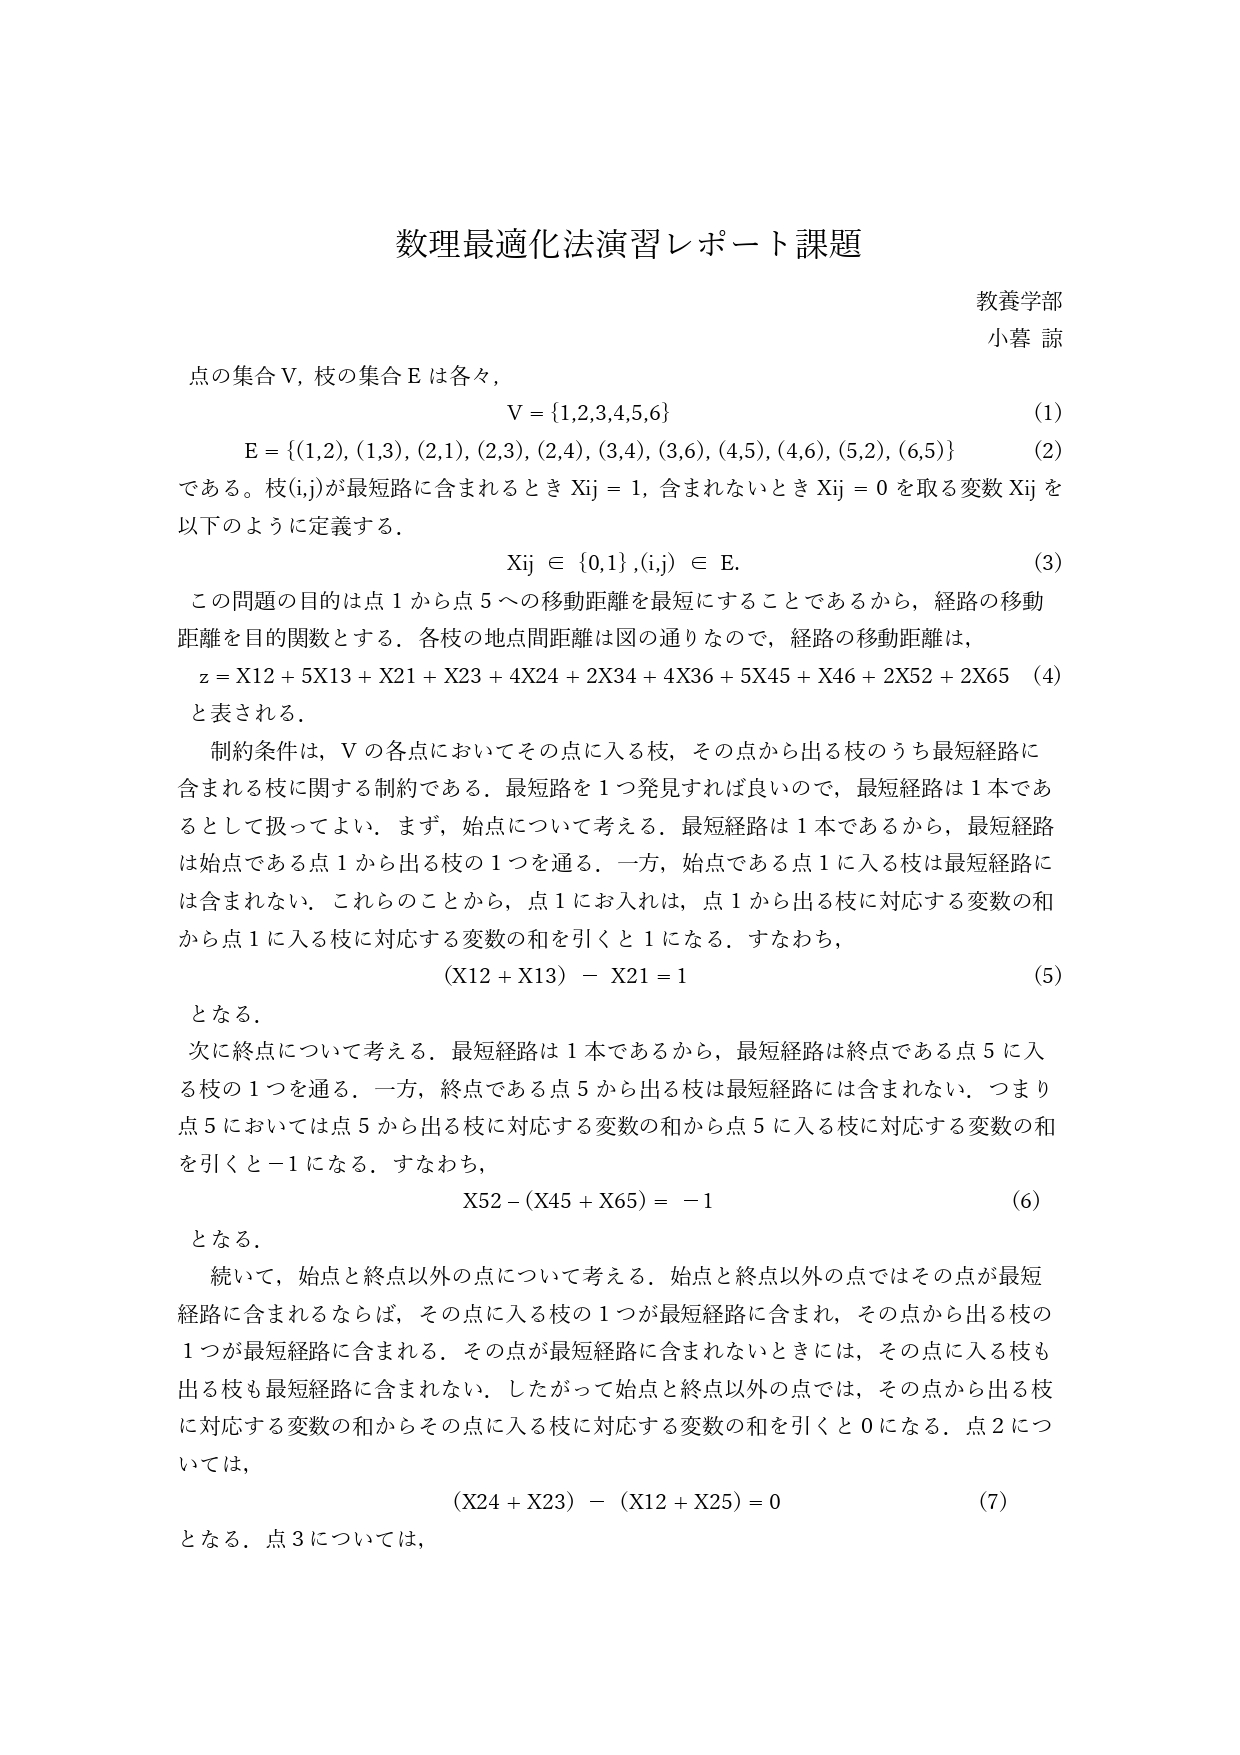 数理最適化法演習レポート課題
教養学部
小暮 諒
点の集合 V, 枝の集合 E は各々,
V = {1,2,3,4,5,6} (1)
E = {(1,2), (1,3), (2,1), (2,3), (2,4), (3,4), (3,6), (4,5), (4,6), (5,2), (6,5)} (2)
である。枝(i,j)が最短路に含まれるとき Xij = 1, 含まれないとき Xij = 0 を取る変数 Xij を
以下のように定義する.
Xij ∈ {0,1} ,(i,j) ∈ E. (3)
この問題の目的は点 1 から点 5 への移動距離を最短にすることであるから，経路の移動
距離を目的関数とする．各枝の地点間距離は図の通りなので，経路の移動距離は，
z = X12 + 5X13 + X21 + X23 + 4X24 + 2X34 + 4X36 + 5X45 + X46 + 2X52 + 2X65 (4)
と表される．
制約条件は，V の各点においてその点に入る枝，その点から出る枝のうち最短経路に
含まれる枝に関する制約である．最短路を 1 つ発見すれば良いので，最短経路は 1 本であ
るとして扱ってよい．まず，始点について考える．最短経路は 1 本であるから，最短経路
は始点である点 1 から出る枝の 1 つを通る．一方，始点である点 1 に入る枝は最短経路に
は含まれない．これらのことから，点 1 にお入れは，点 1 から出る枝に対応する変数の和
から点 1 に入る枝に対応する変数の和を引くと 1 になる．すなわち，
(X12 + X13) － X21 = 1 (5)
となる．
次に終点について考える．最短経路は 1 本であるから，最短経路は終点である点 5 に入
る枝の 1 つを通る．一方，終点である点 5 から出る枝は最短経路には含まれない．つまり
点 5 においては点 5 から出る枝に対応する変数の和から点 5 に入る枝に対応する変数の和
を引くと－1 になる．すなわち，
X52 – (X45 + X65) = －1 (6)
となる．
続いて，始点と終点以外の点について考える．始点と終点以外の点ではその点が最短
経路に含まれるならば，その点に入る枝の 1 つが最短経路に含まれ，その点から出る枝の
1 つが最短経路に含まれる．その点が最短経路に含まれないときには，その点に入る枝も
出る枝も最短経路に含まれない．したがって始点と終点以外の点では，その点から出る枝
に対応する変数の和からその点に入る枝に対応する変数の和を引くと 0 になる．点 2 につ
いては，
(X24 + X23) － (X12 + X25) = 0 (7)
となる．点 3 については，